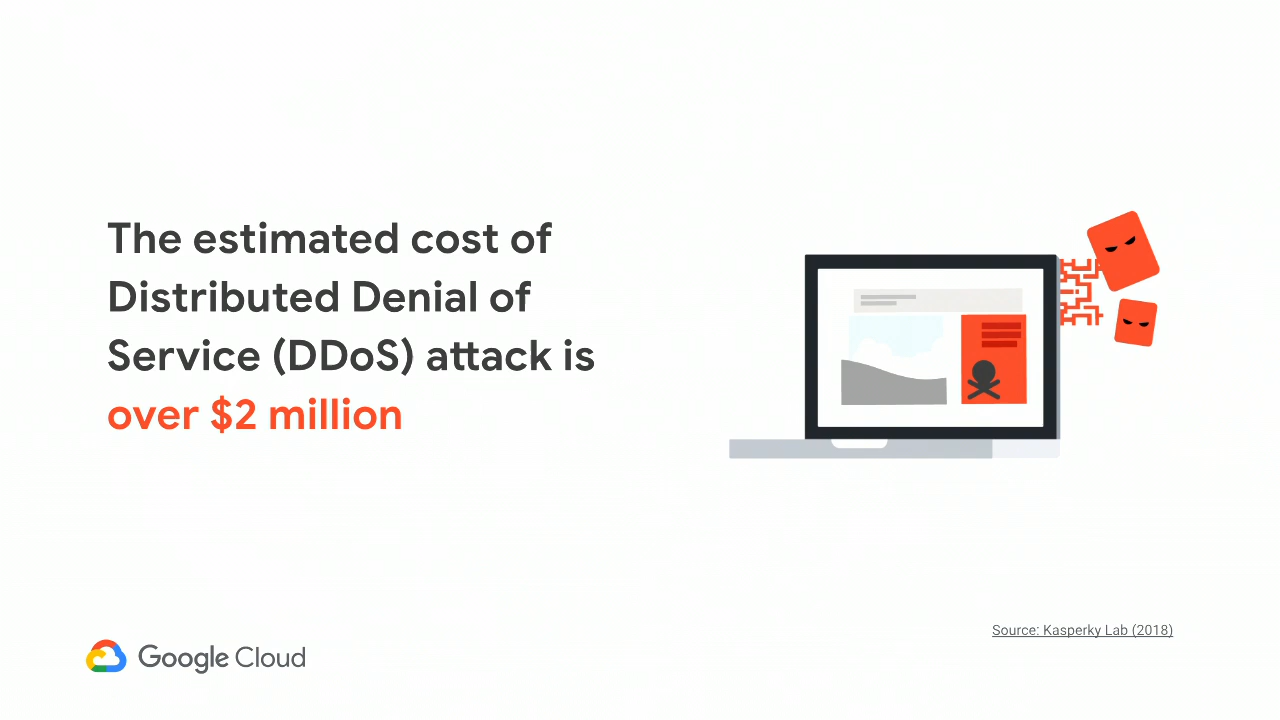 The estimated cost of
Distributed Denial of
Service (DDoS) attack is
over $2 million
Source: Kasperky Lab (2018)
Google Cloud